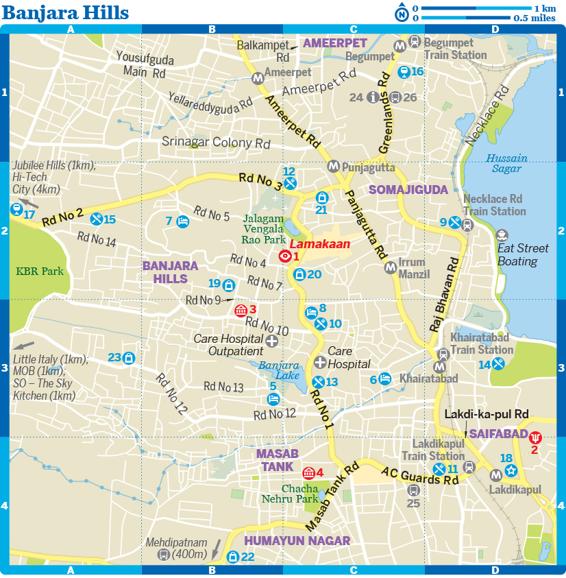 Banjara Hills
N
0 1 km
0 0.5 miles
A B C D
1
2
3
4
Balkampet
Rd
AMEERPET
Begumpet
Begumpet
Train Station
Yousufguda
Main Rd
Ameerpet
Ameerpet Rd
16
Yellareddyguda Rd
24
26
Ameerpet Rd
Greenlands Rd
Necklace Rd
Srinagar Colony Rd
Hussain
Sagar
Jubilee Hills (1km);
Hi-Tech
City (4km)
Punjagutta
12
Rd No 3
SOMAJIGUDA
21
17
Rd No 2
15
7
Rd No 5
Panjagutta Rd
Necklace Rd
Train Station
9
Jalagam
Vengala
Rao Park
Lamakaan
1
Rd No 14
Eat Street
Boating
KBR Park
BANJARA
HILLS
Rd No 4
Irrum
Manzil
20
19
Rd No 7
Rd No 9
3
8
10
Raj Bhavan Rd
Rd No 10
Care Hospital
Outpatient
Khairatabad
Train Station
Little Italy (1km);
MOB (1km);
SO – The Sky
Kitchen (1km)
23
Care
Hospital
14
Banjara
Lake
Khairatabad
13
6
Rd No 13
5
Rd No 12
Rd No 12
Rd No 1
Lakdi-ka-pul Rd
SAIFABAD
2
MASAB
TANK
Lakdikapul
Train Station
4
11
18
AC Guards Rd
Lakdikapul
Chacha
Nehru Park
25
Masab Tank Rd
Mehdipatnam
(400m)
22
HUMAYUN NAGAR
A B C D
1
2
3
4